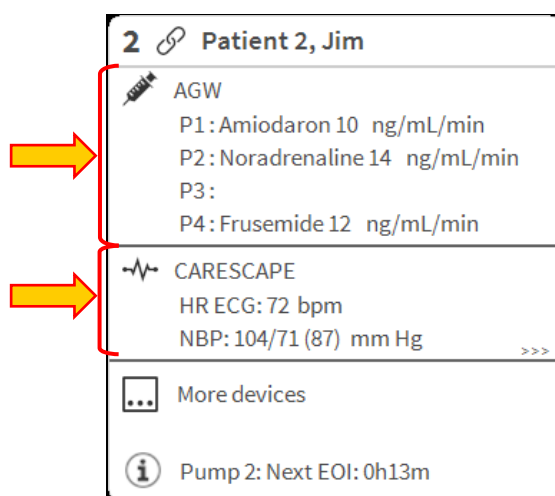 2 Patient 2, Jim
AGW
P1: Amiodaron 10 ng/mL/min
P2: Noradrenaline 14 ng/mL/min
P3:
P4: Frusemide 12 ng/mL/min
CARESCAPE
HR ECG: 72 bpm
NBP: 104/71 (87) mm Hg >>>
More devices
Pump 2: Next EOI: 0h13m